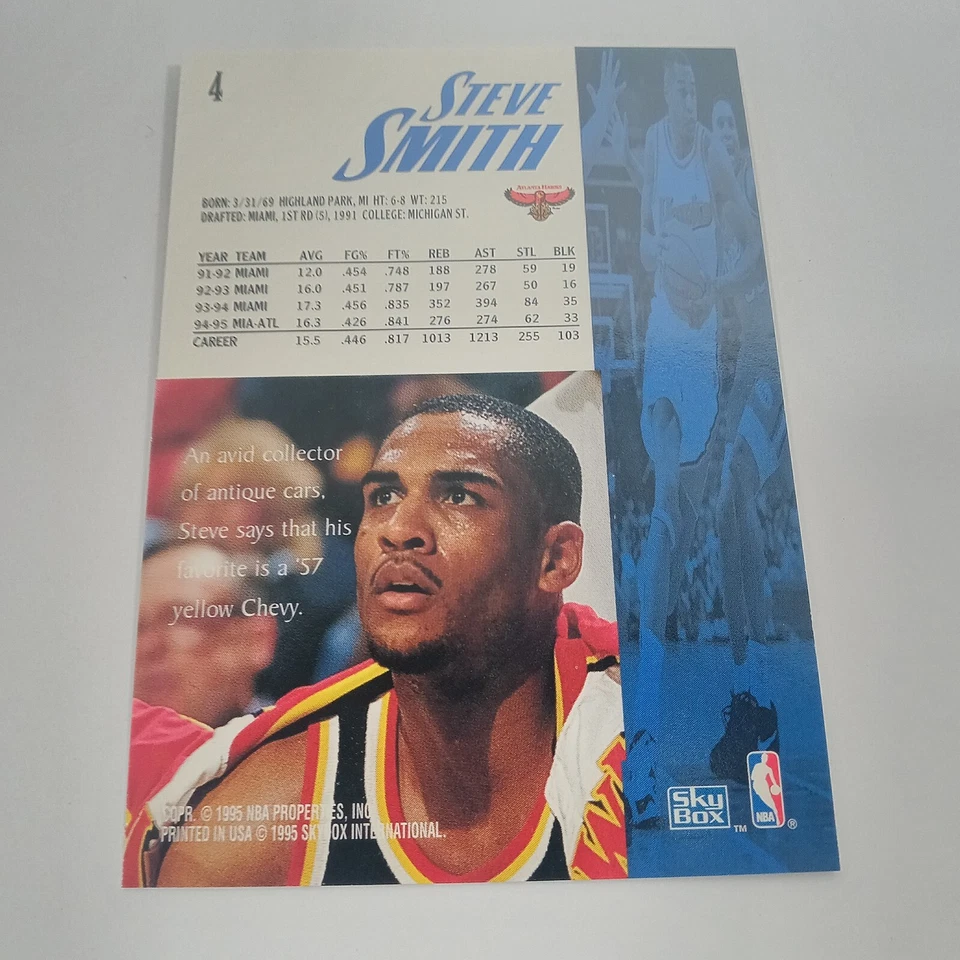 4
STEVE
SMITH
ATLANTA HAWKS
BORN: 3/31/69 HIGHLAND PARK, MI HT: 6-8 WT: 215
DRAFTED: MIAMI, 1ST RD (5), 1991 COLLEGE: MICHIGAN ST.
YEAR TEAM AVG FG% FT% REB AST STL BLK
91-92 MIAMI 12.0 .454 .748 188 278 59 19
92-93 MIAMI 16.0 .451 .787 197 267 50 16
93-94 MIAMI 17.3 .456 .835 352 394 84 35
94-95 MIA-ATL 16.3 .426 .841 276 274 62 33
CAREER 15.5 .446 .817 1013 1213 255 103
An avid collector
of antique cars,
Steve says that his
favorite is a '57
yellow Chevy.
COPR. © 1995 NBA PROPERTIES, INC.
PRINTED IN USA © 1995 SKYBOX INTERNATIONAL.
Sky
Box ™
NBA ®